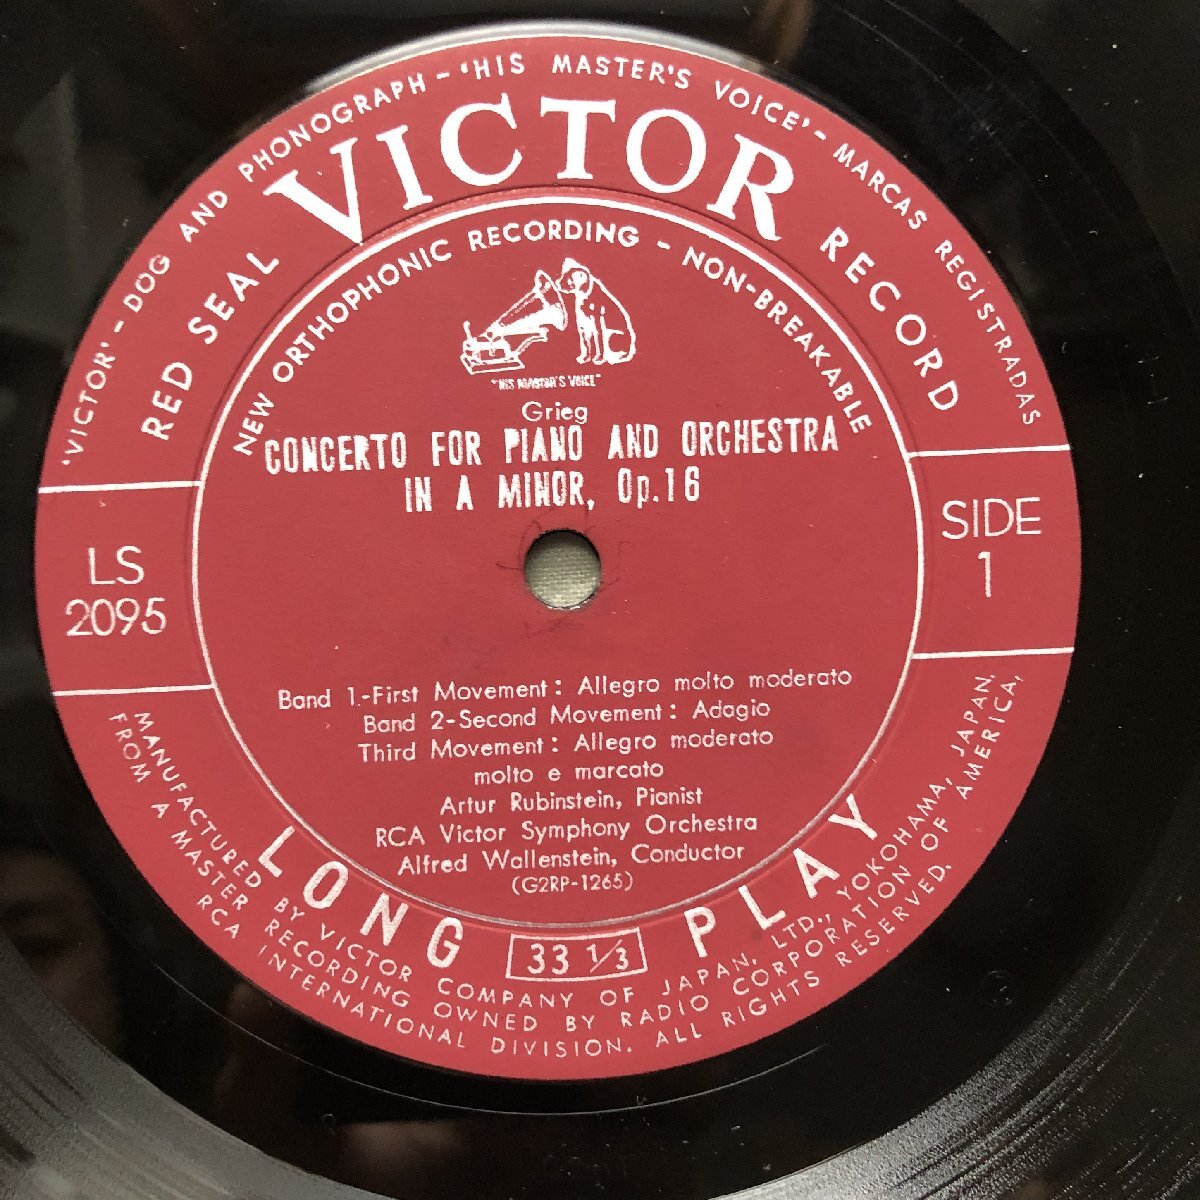 'VICTOR' - DOG AND PHONOGRAPH - 'HIS MASTER'S VOICE' - MARCAS REGISTRADAS
RED SEAL VICTOR RECORD
NEW ORTHOPHONIC RECORDING - NON-BREAKABLE
"HIS MASTER'S VOICE"
Grieg
CONCERTO FOR PIANO AND ORCHESTRA
IN A MINOR, Op.16
LS
2095
SIDE
1
Band 1.-First Movement: Allegro molto moderato
Band 2-Second Movement: Adagio
Third Movement: Allegro moderato
molto e marcato
Artur Rubinstein, Pianist
RCA Victor Symphony Orchestra
Alfred Wallenstein, Conductor
(G2RP-1265)
LONG 33 1/3 PLAY
MANUFACTURED BY VICTOR COMPANY OF JAPAN, LTD., YOKOHAMA, JAPAN,
FROM A MASTER RECORDING OWNED BY RADIO CORPORATION OF AMERICA,
RCA INTERNATIONAL DIVISION. ALL RIGHTS RESERVED.